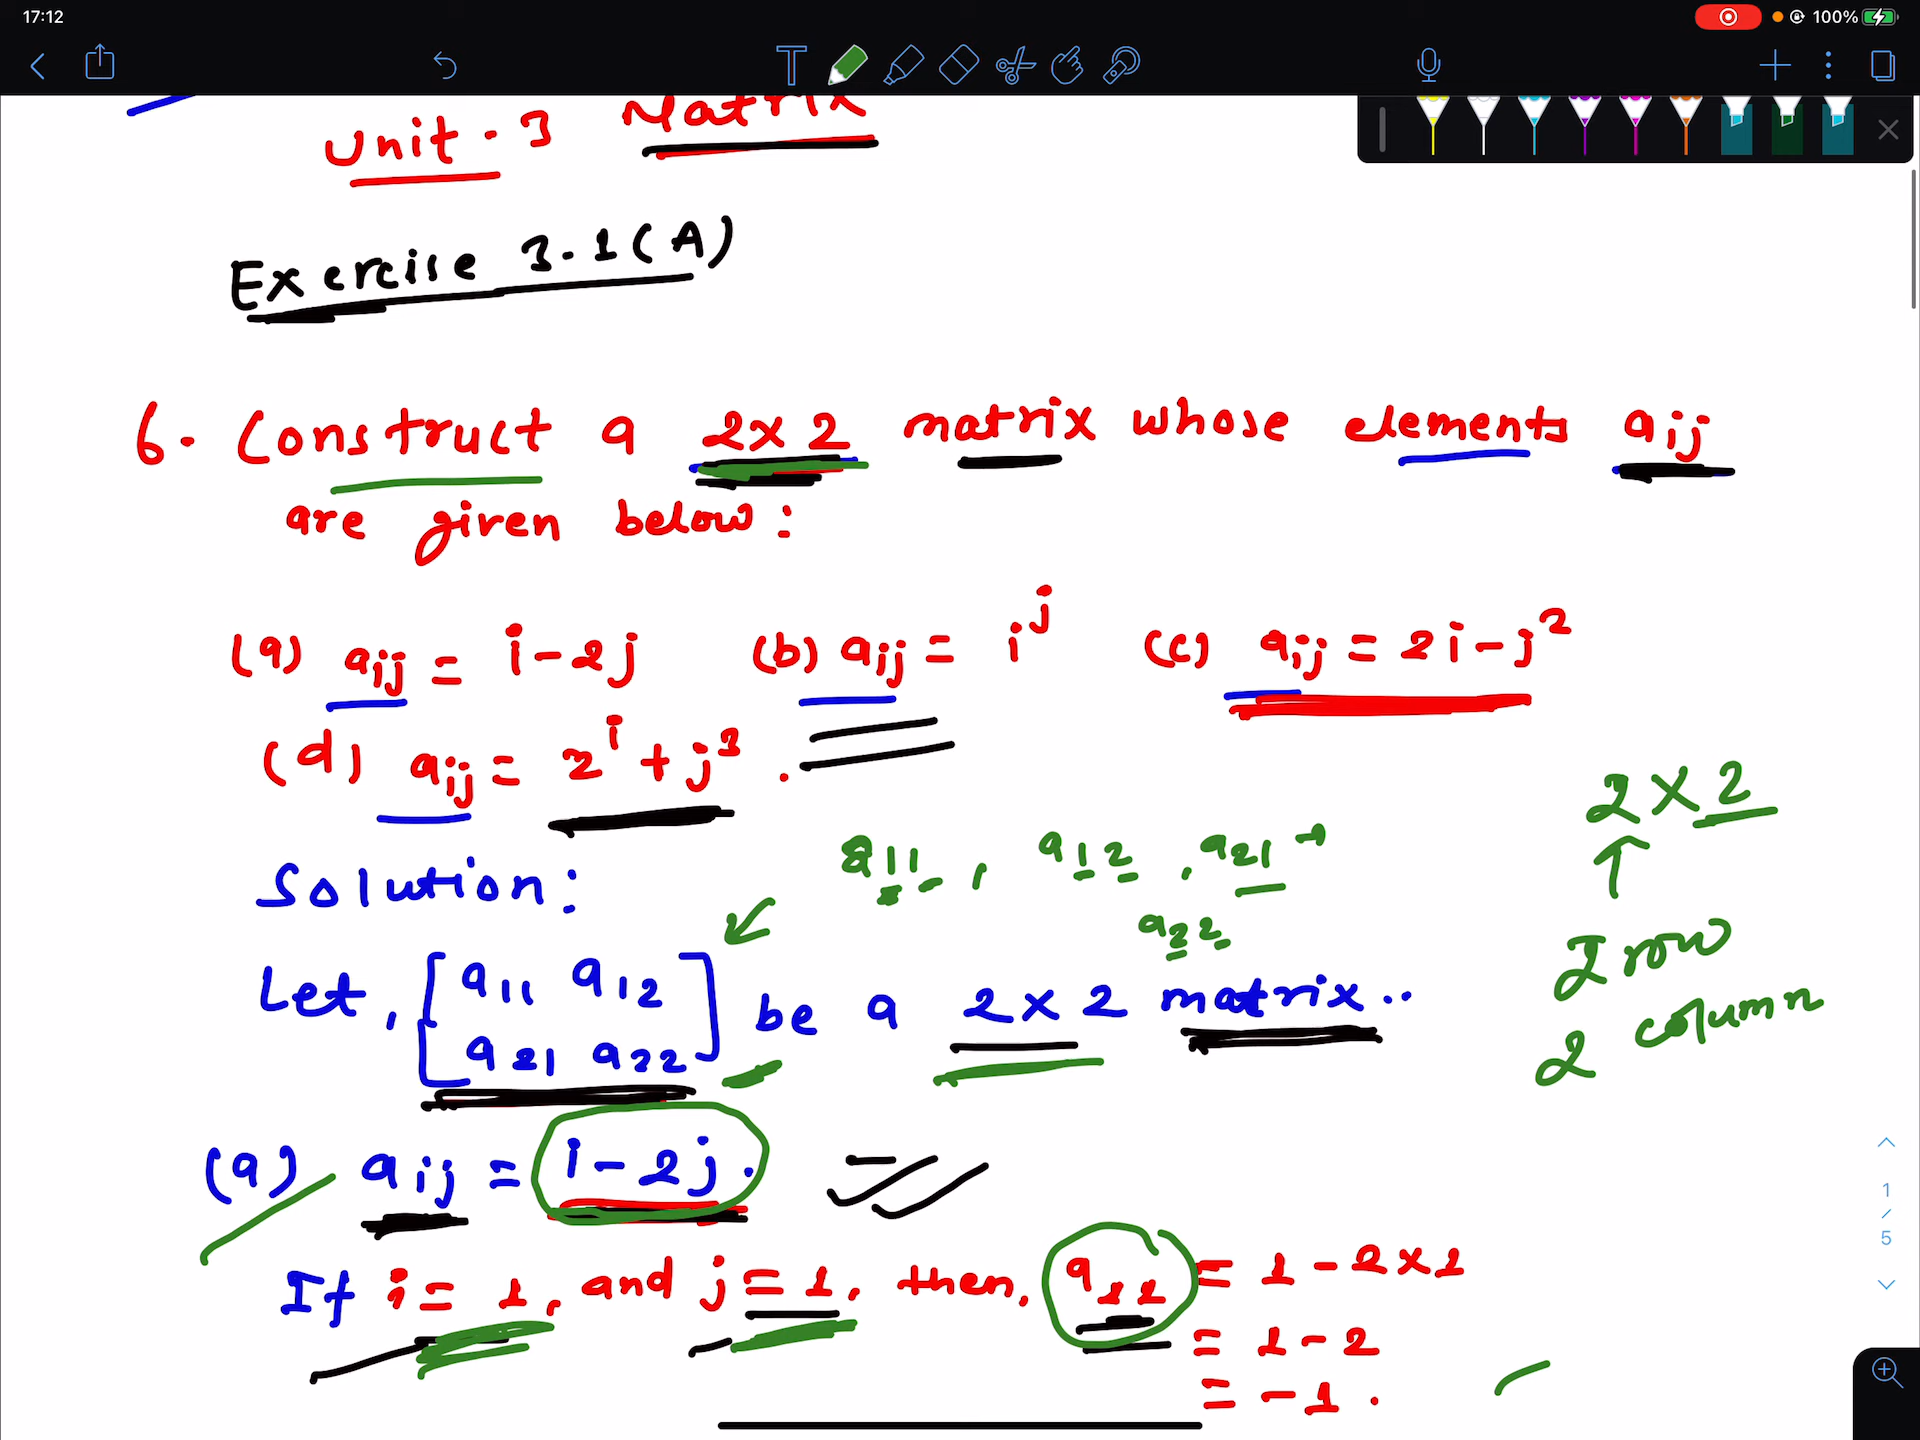 17:12
100%
Unit - 3 Matrix
Exercise 3.1(A)
6. Construct a 2x2 matrix whose elements aij
are given below:
(a) aij = i-2j (b) aij = i^j (c) aij = 2i-j²
(d) aij = 2^i + j³.
Solution:
a11, a12, a21,
a22
2x2
2 row
2 column
Let, [a11 a12
a21 a22] be a 2x2 matrix..
(a) aij = i-2j.
If i=1, and j=1, then, a11 = 1-2x1
= 1-2
= -1.
1
/
5